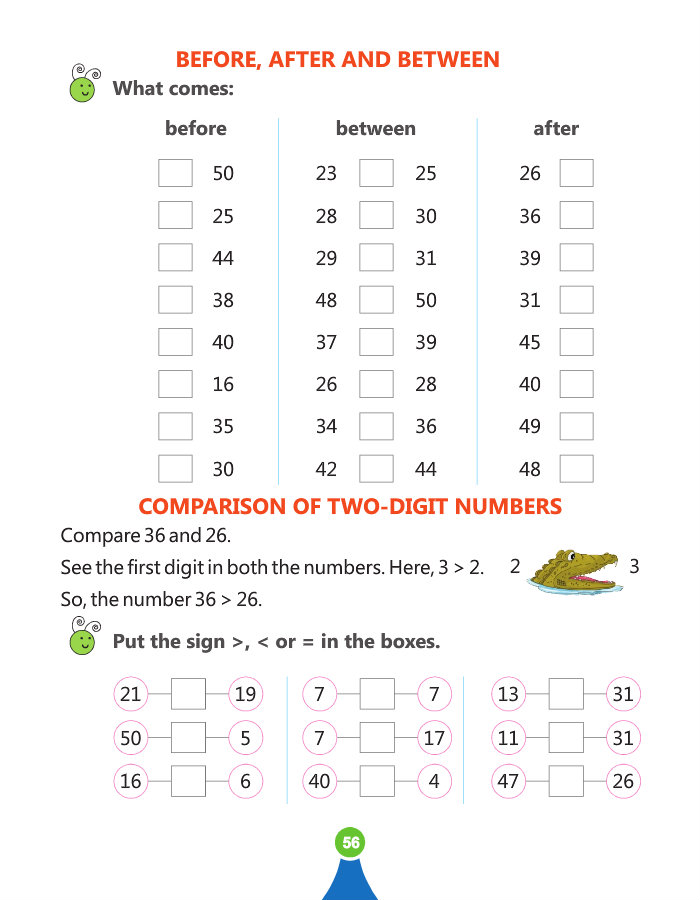 BEFORE, AFTER AND BETWEEN
What comes:
before between after
50 23 25 26
25 28 30 36
44 29 31 39
38 48 50 31
40 37 39 45
16 26 28 40
35 34 36 49
30 42 44 48
COMPARISON OF TWO-DIGIT NUMBERS
Compare 36 and 26.
See the first digit in both the numbers. Here, 3 > 2. 2 3
So, the number 36 > 26.
Put the sign >, < or = in the boxes.
21 19 7 7 13 31
50 5 7 17 11 31
16 6 40 4 47 26
56